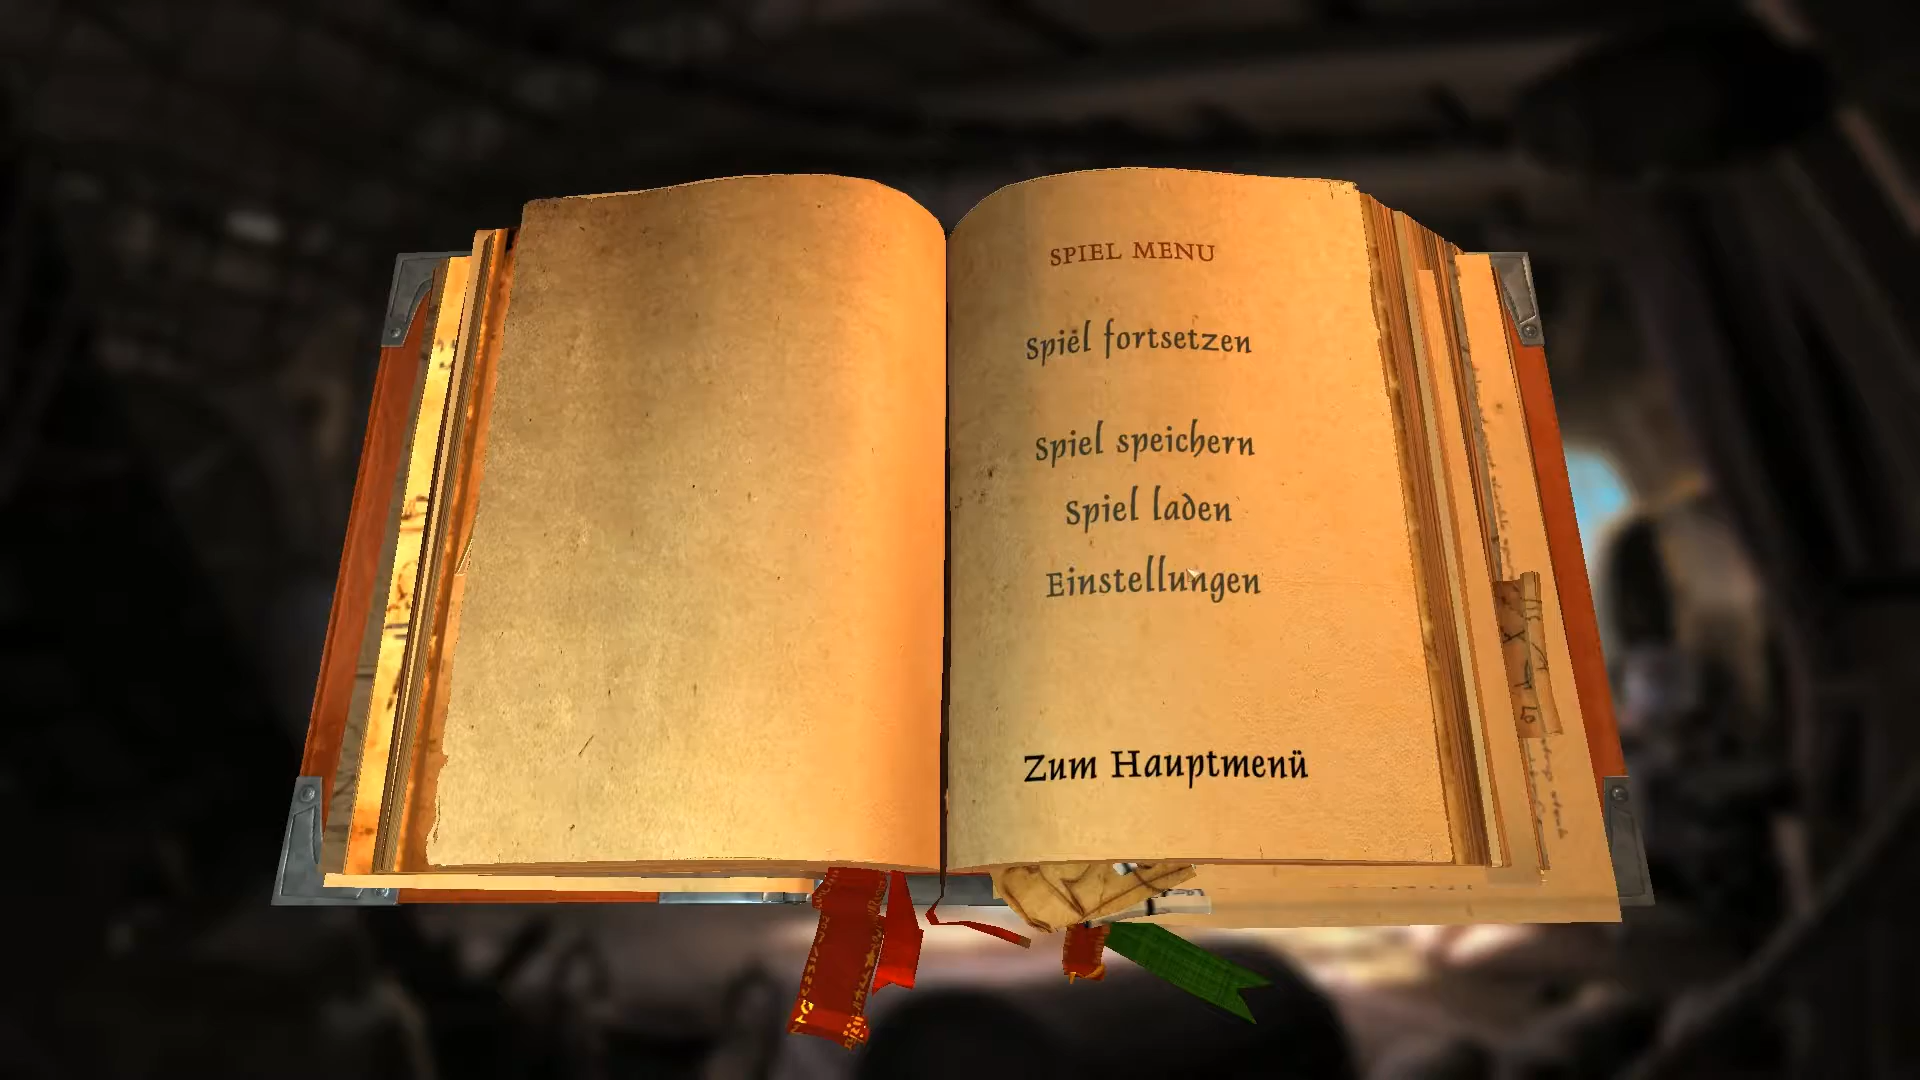 SPIEL MENU
Spiel fortsetzen
Spiel speichern
Spiel laden
Einstellungen
Zum Hauptmenü